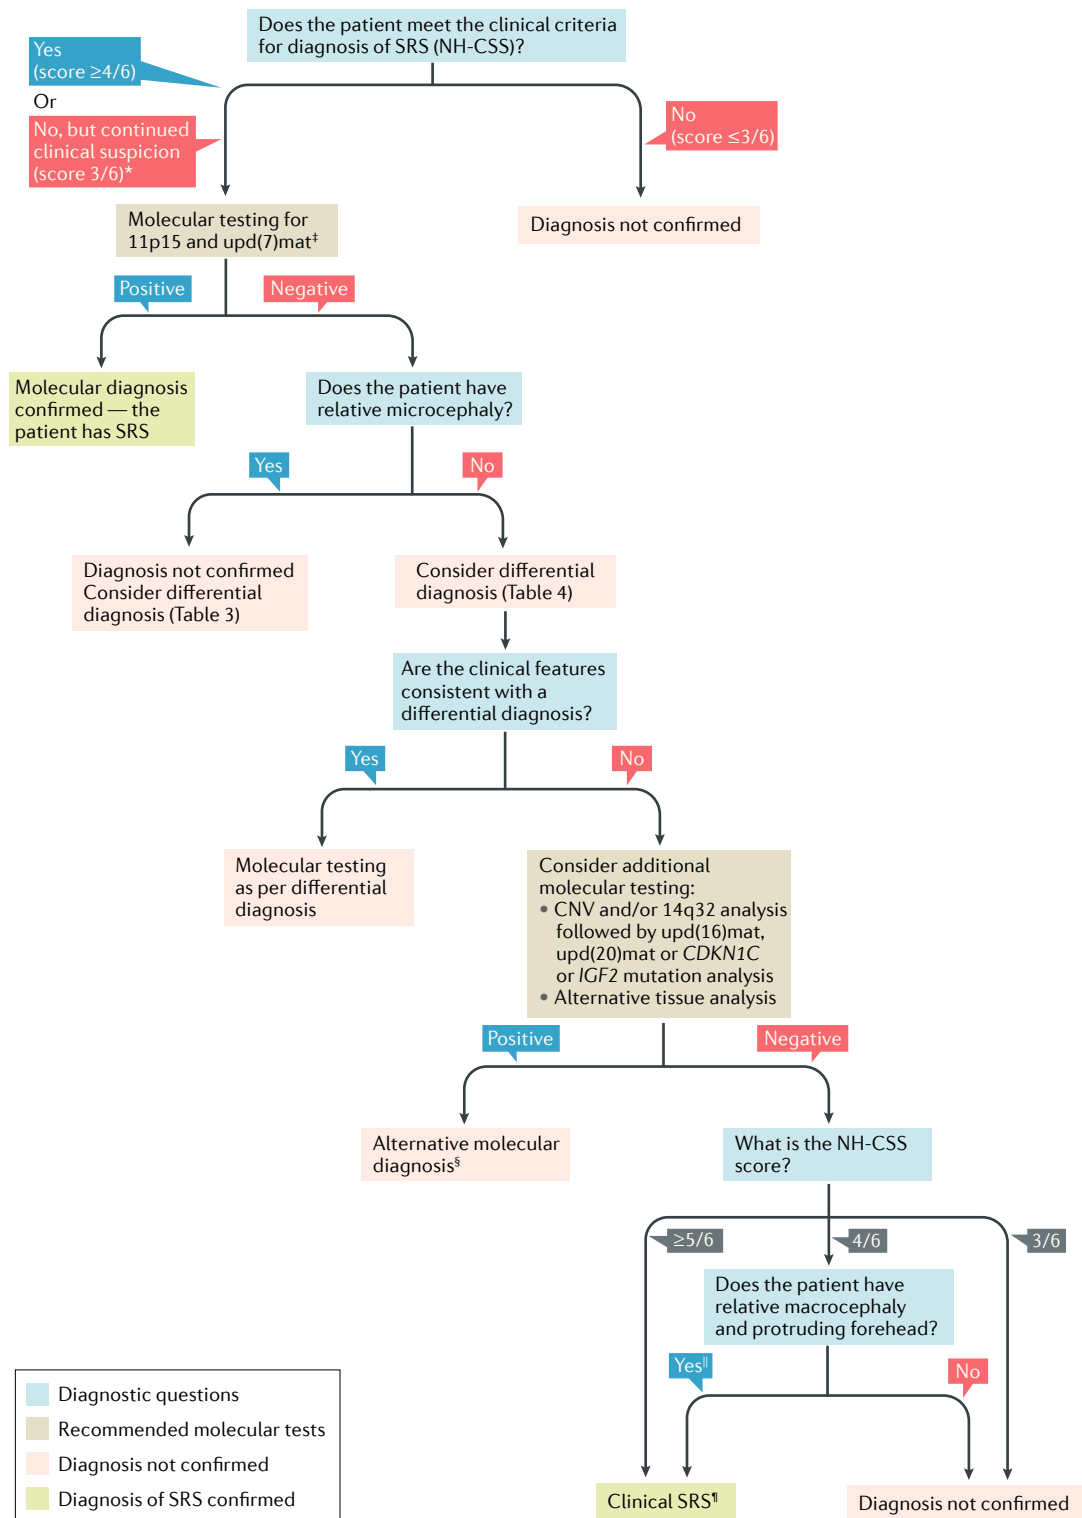 Does the patient meet the clinical criteria
for diagnosis of SRS (NH-CSS)?
Yes
(score ≥4/6)
Or
No, but continued
clinical suspicion
(score 3/6)*
No
(score ≤3/6)
Molecular testing for
11p15 and upd(7)mat‡
Diagnosis not confirmed
Positive
Negative
Molecular diagnosis
confirmed — the
patient has SRS
Does the patient have
relative microcephaly?
Yes
No
Diagnosis not confirmed
Consider differential
diagnosis (Table 3)
Consider differential
diagnosis (Table 4)
Are the clinical features
consistent with a
differential diagnosis?
Yes
No
Molecular testing
as per differential
diagnosis
Consider additional
molecular testing:
• CNV and/or 14q32 analysis
followed by upd(16)mat,
upd(20)mat or CDKN1C
or IGF2 mutation analysis
• Alternative tissue analysis
Positive
Negative
Alternative molecular
diagnosis§
What is the NH-CSS
score?
≥5/6
4/6
3/6
Does the patient have
relative macrocephaly
and protruding forehead?
Yes||
No
Clinical SRS¶
Diagnosis not confirmed
Diagnostic questions
Recommended molecular tests
Diagnosis not confirmed
Diagnosis of SRS confirmed